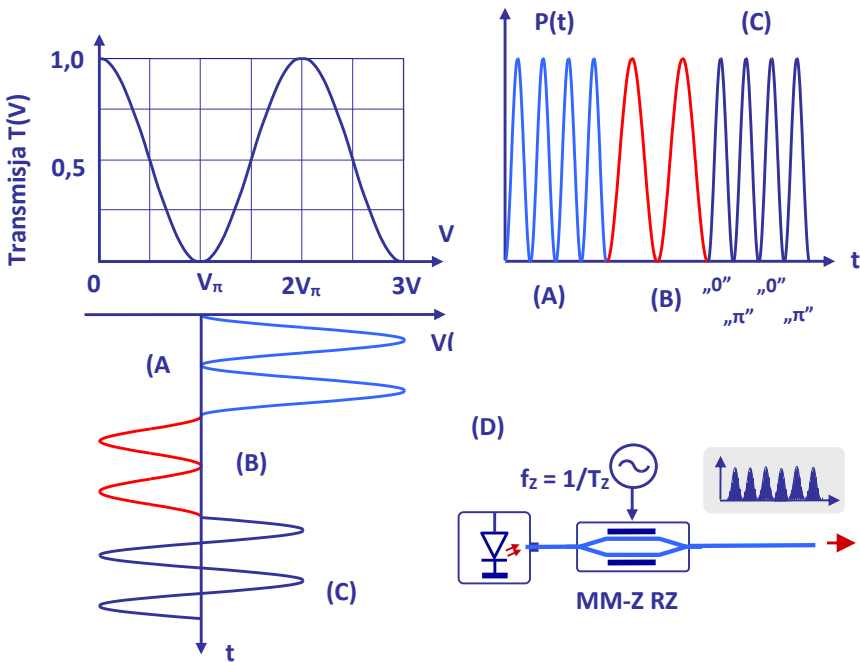 Transmisja T(V)
1,0
0,5
0
Vπ
2Vπ
3V
V
P(t)
(C)
t
(A)
(B)
„0”
„π”
„0”
„π”
V(
(A
(B)
(C)
t
(D)
fZ = 1/TZ
MM-Z RZ